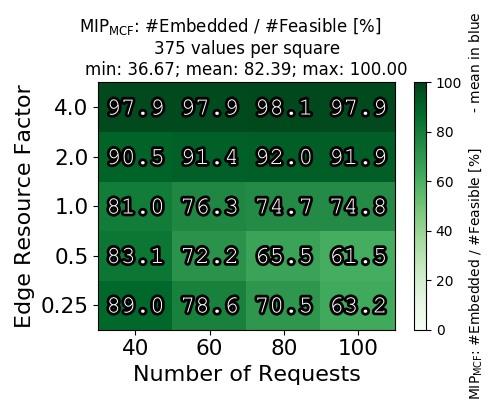 MIP_MCF: #Embedded / #Feasible [%]
375 values per square
min: 36.67; mean: 82.39; max: 100.00
Edge Resource Factor
4.0 97.9 97.9 98.1 97.9
2.0 90.5 91.4 92.0 91.9
1.0 81.0 76.3 74.7 74.8
0.5 83.1 72.2 65.5 61.5
0.25 89.0 78.6 70.5 63.2
40 60 80 100
Number of Requests
100
80
60
40
20
0
MIP_MCF: #Embedded / #Feasible [%] - mean in blue